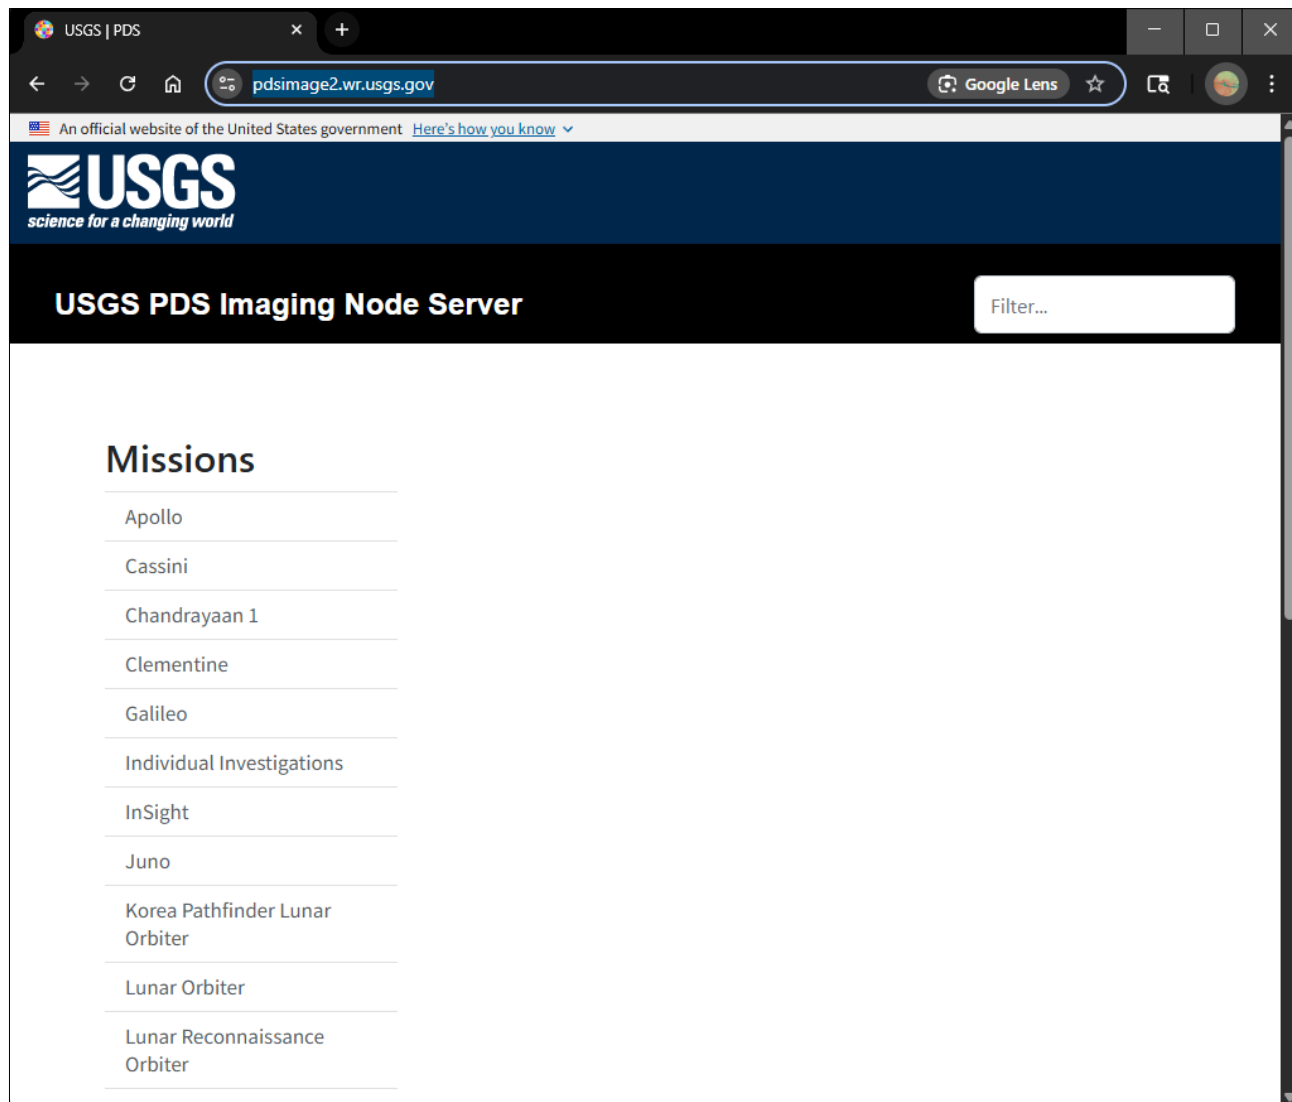 USGS | PDS
pdsimage2.wr.usgs.gov
Google Lens
An official website of the United States government Here's how you know
USGS
science for a changing world
USGS PDS Imaging Node Server
Filter...
Missions
Apollo
Cassini
Chandrayaan 1
Clementine
Galileo
Individual Investigations
InSight
Juno
Korea Pathfinder Lunar
Orbiter
Lunar Orbiter
Lunar Reconnaissance
Orbiter